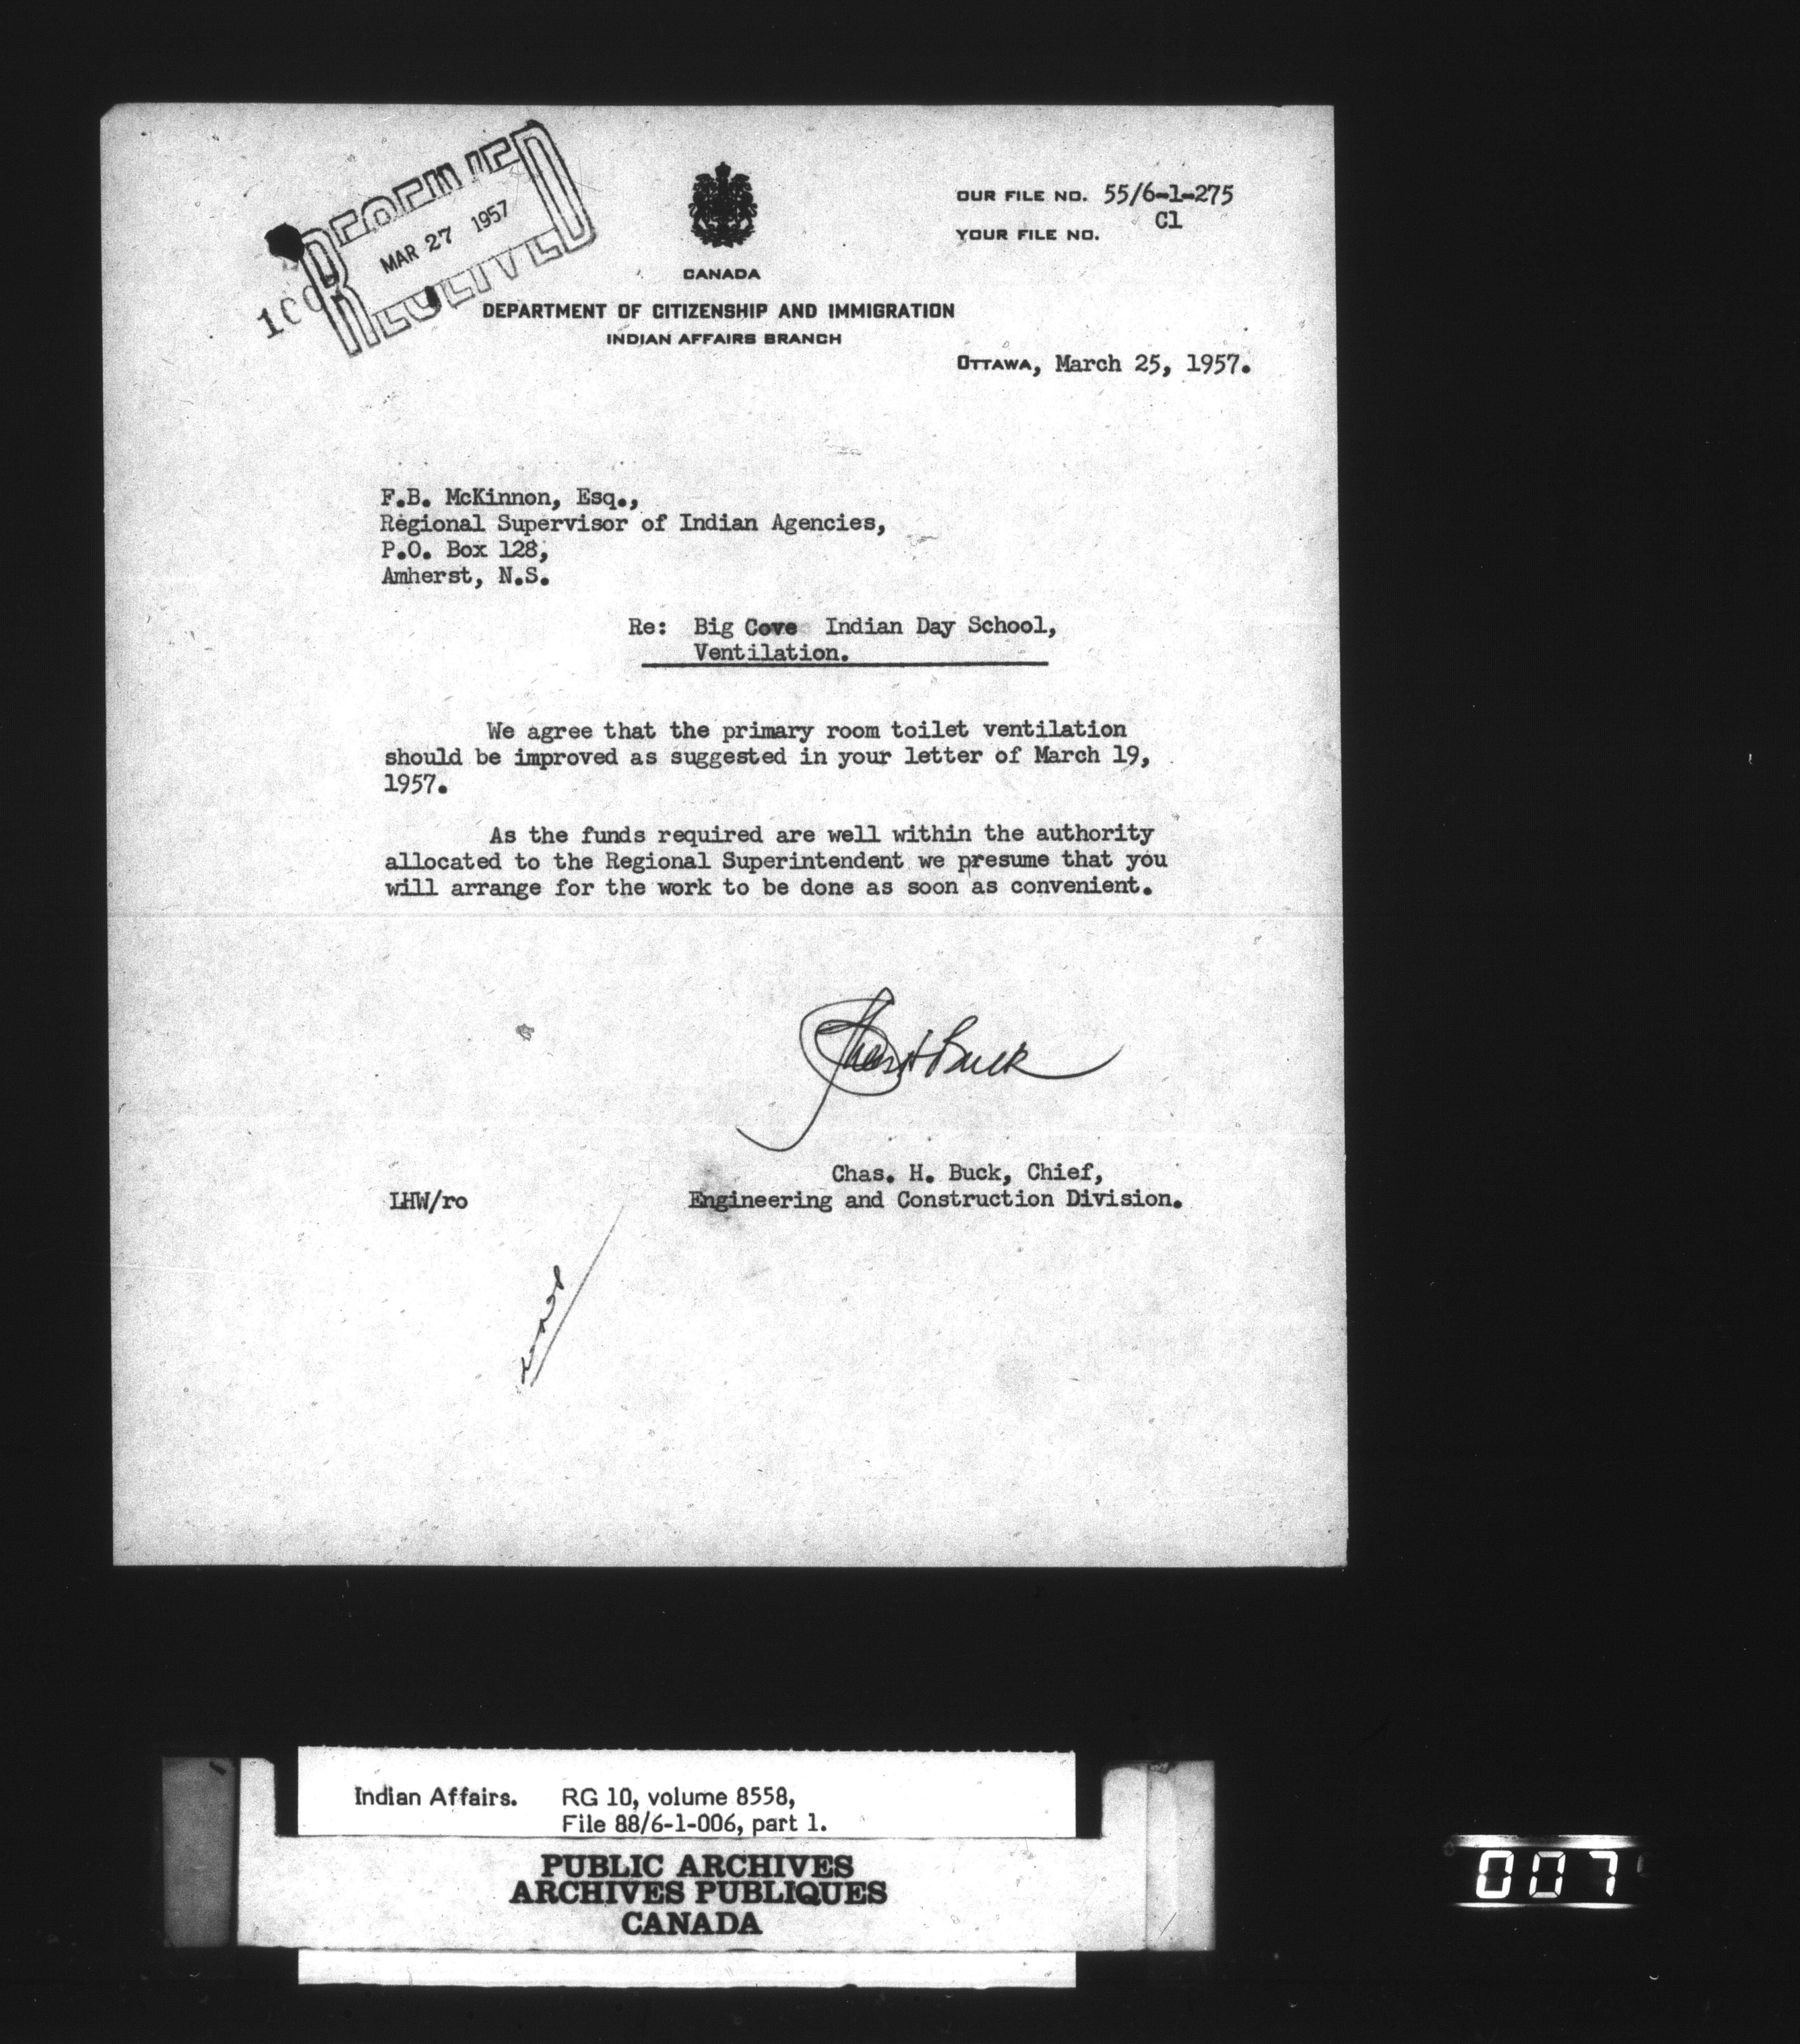 RECEIVED
MAR 27 1957
OUR FILE NO. 55/6-1-275
C1
YOUR FILE NO.
CANADA
DEPARTMENT OF CITIZENSHIP AND IMMIGRATION
INDIAN AFFAIRS BRANCH
OTTAWA, March 25, 1957.
F.B. McKinnon, Esq.,
Regional Supervisor of Indian Agencies,
P.O. Box 128,
Amherst, N.S.
Re: Big Cove Indian Day School,
Ventilation.
We agree that the primary room toilet ventilation
should be improved as suggested in your letter of March 19,
1957.
As the funds required are well within the authority
allocated to the Regional Superintendent we presume that you
will arrange for the work to be done as soon as convenient.
Chas H Buck
Chas. H. Buck, Chief,
LHW/ro Engineering and Construction Division.
Indian Affairs. RG 10, volume 8558,
File 88/6-1-006, part 1.
PUBLIC ARCHIVES
ARCHIVES PUBLIQUES
CANADA
007